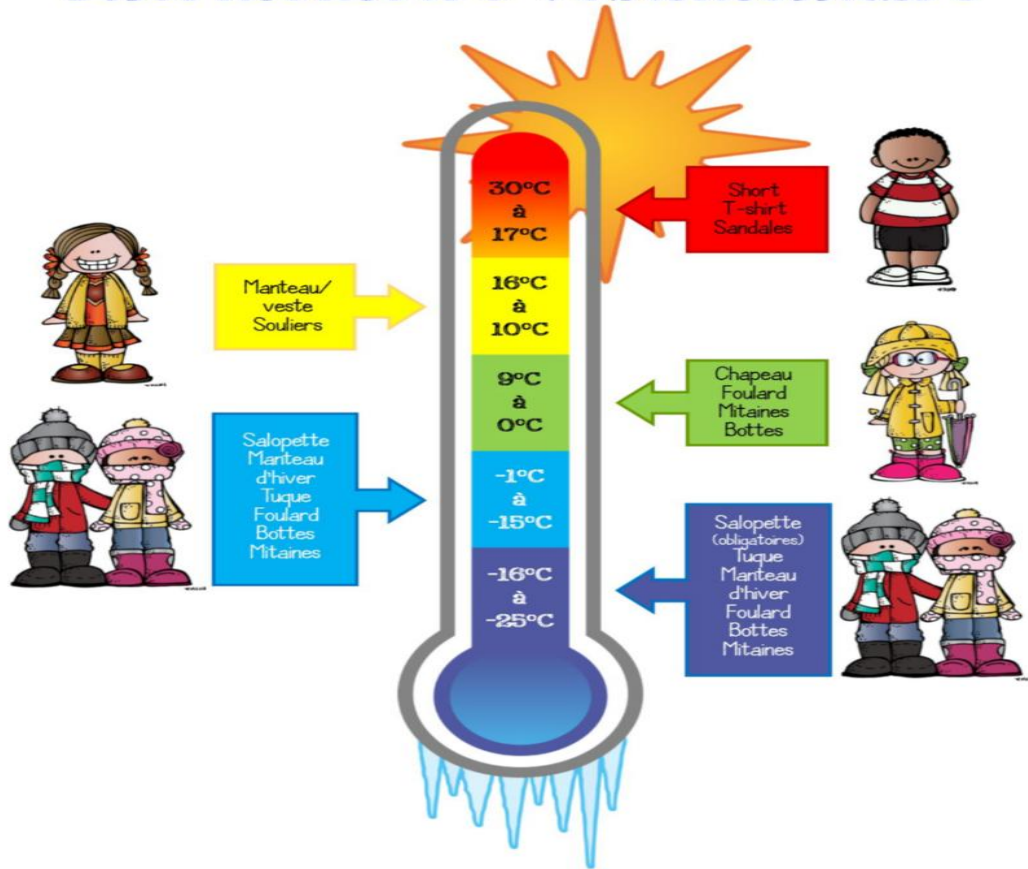 30°C
à
17°C
Short
T-shirt
Sandales
Manteau/
veste
Souliers
16°C
à
10°C
9°C
à
0°C
Chapeau
Foulard
Mitaines
Bottes
Salopette
Manteau
d'hiver
Tuque
Foulard
Bottes
Mitaines
-1°C
à
-15°C
-16°C
à
-25°C
Salopette
(obligatoires)
Tuque
Manteau
d'hiver
Foulard
Bottes
Mitaines